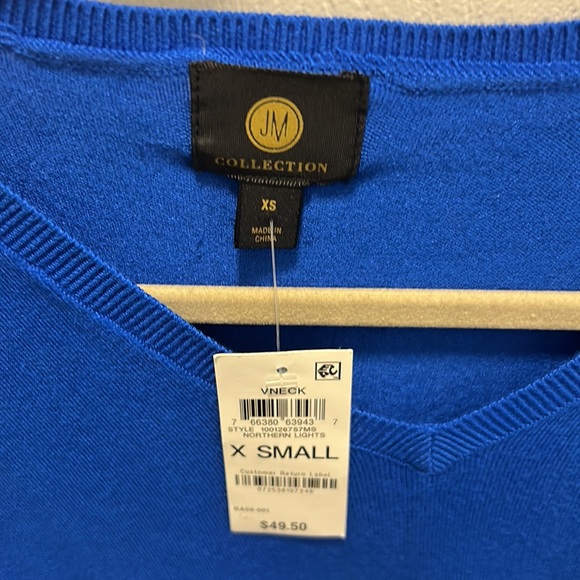 JM
COLLECTION
XS
MADE IN
CHINA
VNECK
7 66380 63943 7
STYLE 100126757MS
NORTHERN LIGHTS
X SMALL
Customer Return Label
$49.50